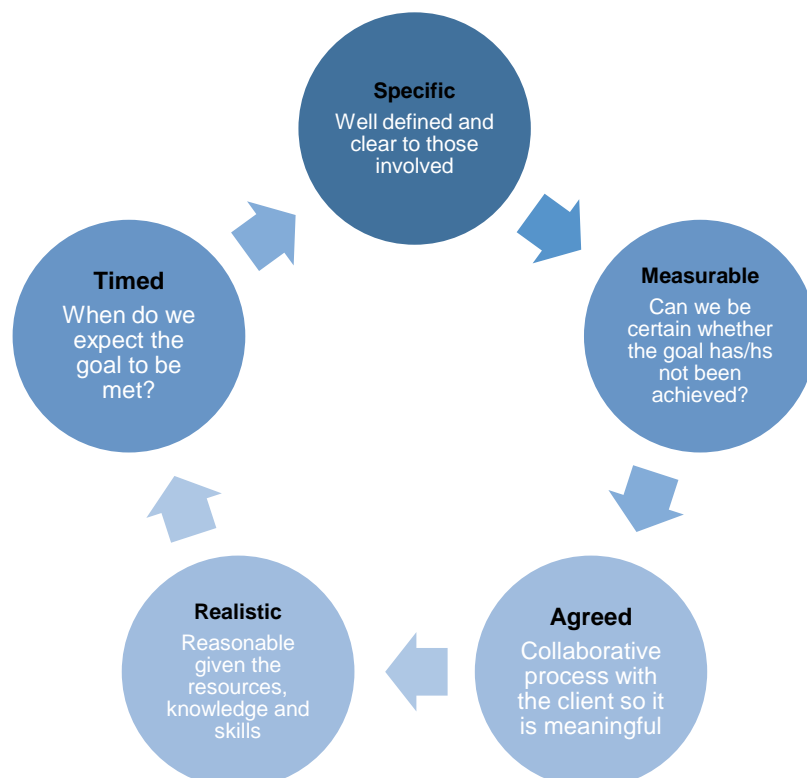 Specific
Well defined and
clear to those
involved
Measurable
Can we be
certain whether
the goal has/hs
not been
achieved?
Agreed
Collaborative
process with
the client so it
is meaningful
Realistic
Reasonable
given the
resources,
knowledge and
skills
Timed
When do we
expect the
goal to be
met?